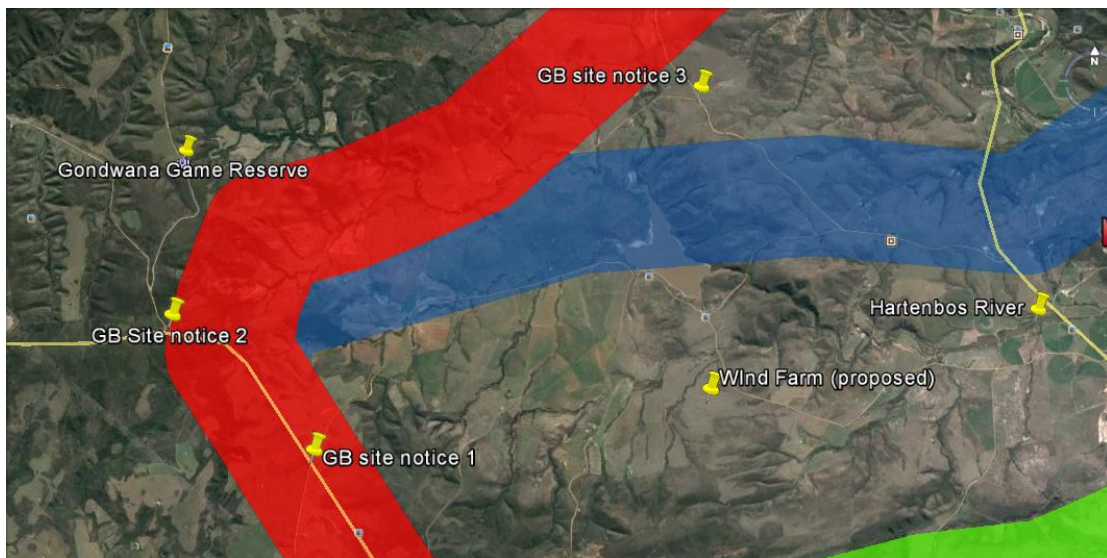 GB site notice 3
N
Gondwana Game Reserve
GB Site notice 2
Hartenbos River
WInd Farm (proposed)
GB site notice 1